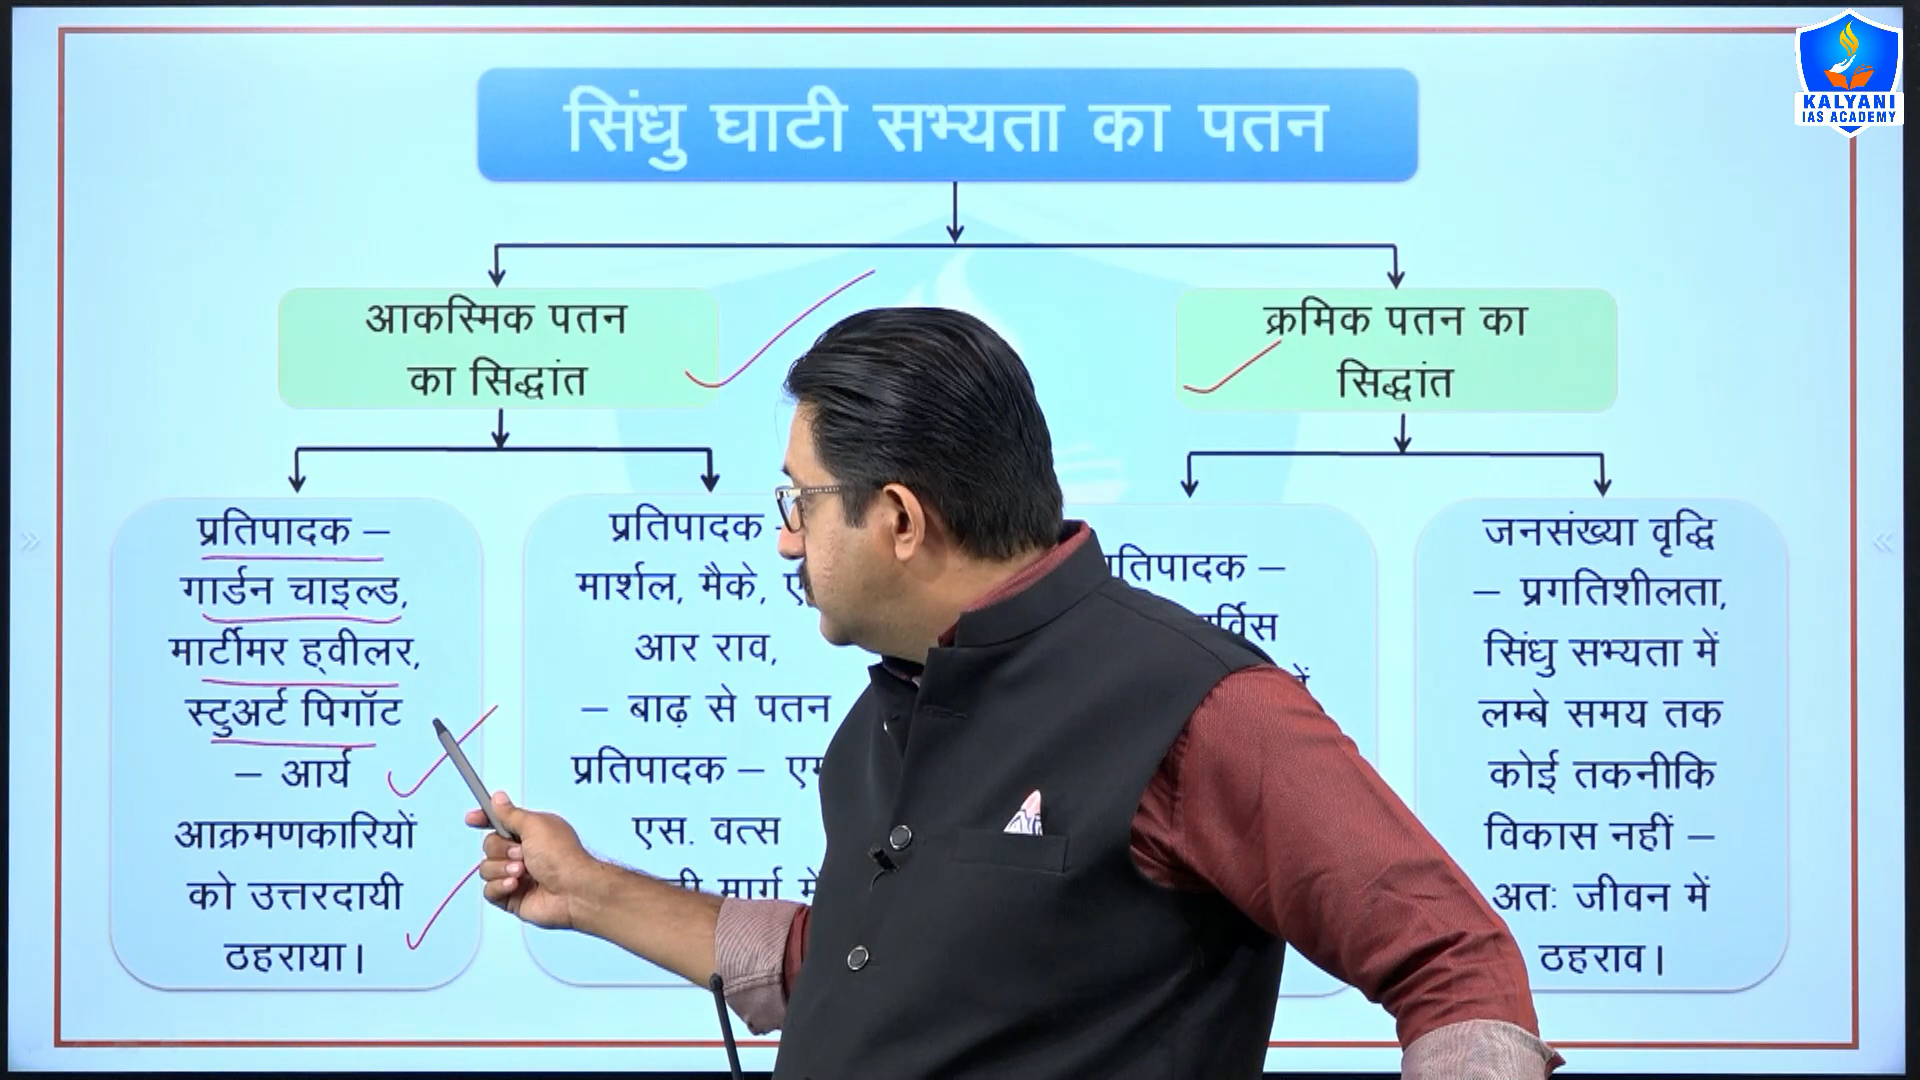 KALYANI
IAS ACADEMY
सिंधु घाटी सभ्यता का पतन
आकस्मिक पतन
का सिद्धांत
क्रमिक पतन का
सिद्धांत
प्रतिपादक –
गार्डन चाइल्ड,
मार्टीमर ह्वीलर,
स्टुअर्ट पिगॉट
– आर्य
आक्रमणकारियों
को उत्तरदायी
ठहराया।
प्रतिपादक
मार्शल, मैके,
आर राव,
– बाढ़ से पतन
प्रतिपादक –
एस. वत्स
मार्ग
जनसंख्या वृद्धि
– प्रगतिशीलता,
सिंधु सभ्यता में
लम्बे समय तक
कोई तकनीकि
विकास नहीं –
अतः जीवन में
ठहराव।